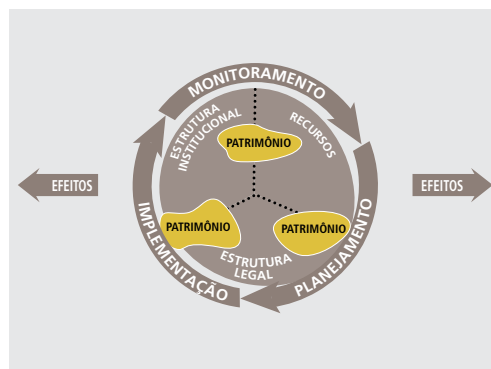 MONITORAMENTO
ESTRUTURA
INSTITUCIONAL
RECURSOS
PATRIMÔNIO
EFEITOS
EFEITOS
IMPLEMENTAÇÃO
PATRIMÔNIO
PATRIMÔNIO
PLANEJAMENTO
ESTRUTURA
LEGAL